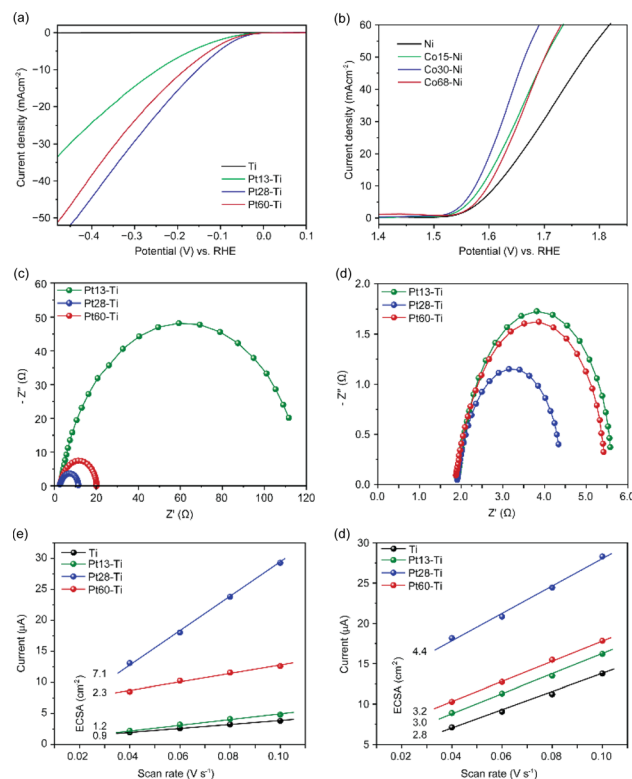 (a)
0
−10
−20
−30
−40
−50
Current density (mAcm⁻²)
Ti
Pt13-Ti
Pt28-Ti
Pt60-Ti
−0.4 −0.3 −0.2 −0.1 0.0 0.1
Potential (V) vs. RHE
(b)
60
50
40
30
20
10
0
Current density (mAcm⁻²)
Ni
Co15-Ni
Co30-Ni
Co68-Ni
1.4 1.5 1.6 1.7 1.8
Potential (V) vs. RHE
(c)
60
50
40
30
20
10
0
- Z" (Ω)
Pt13-Ti
Pt28-Ti
Pt60-Ti
0 20 40 60 80 100 120
Z' (Ω)
(d)
2.0
1.5
1.0
0.5
0.0
- Z" (Ω)
Pt13-Ti
Pt28-Ti
Pt60-Ti
0.0 1.0 2.0 3.0 4.0 5.0 6.0
Z' (Ω)
(e)
30
25
20
15
10
5
0
Current (μA)
Ti
Pt13-Ti
Pt28-Ti
Pt60-Ti
ECSA (cm²)
7.1
2.3
1.2
0.9
0.02 0.04 0.06 0.08 0.10
Scan rate (V s⁻¹)
(d)
30
25
20
15
10
5
Current (μA)
Ti
Pt13-Ti
Pt28-Ti
Pt60-Ti
ECSA (cm²)
4.4
3.2
3.0
2.8
0.02 0.04 0.06 0.08 0.10
Scan rate (V s⁻¹)